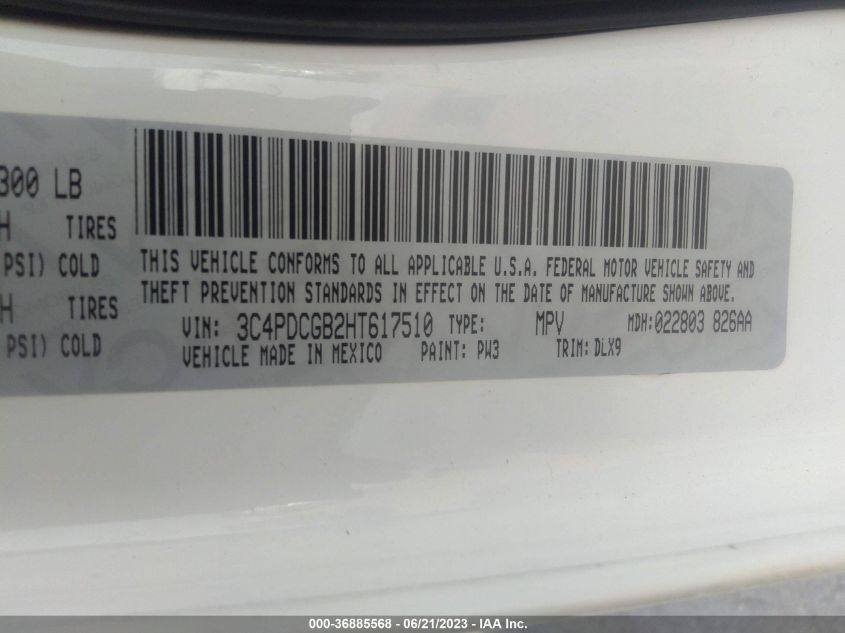 300 LB
H TIRES
PSI) COLD
H TIRES
PSI) COLD
THIS VEHICLE CONFORMS TO ALL APPLICABLE U.S.A. FEDERAL MOTOR VEHICLE SAFETY AND
THEFT PREVENTION STANDARDS IN EFFECT ON THE DATE OF MANUFACTURE SHOWN ABOVE.
VIN: 3C4PDCGB2HT617510 TYPE: MPV MDH:022803 826AA
VEHICLE MADE IN MEXICO PAINT: PW3 TRIM: DLX9
000-36885568 - 06/21/2023 - IAA Inc.